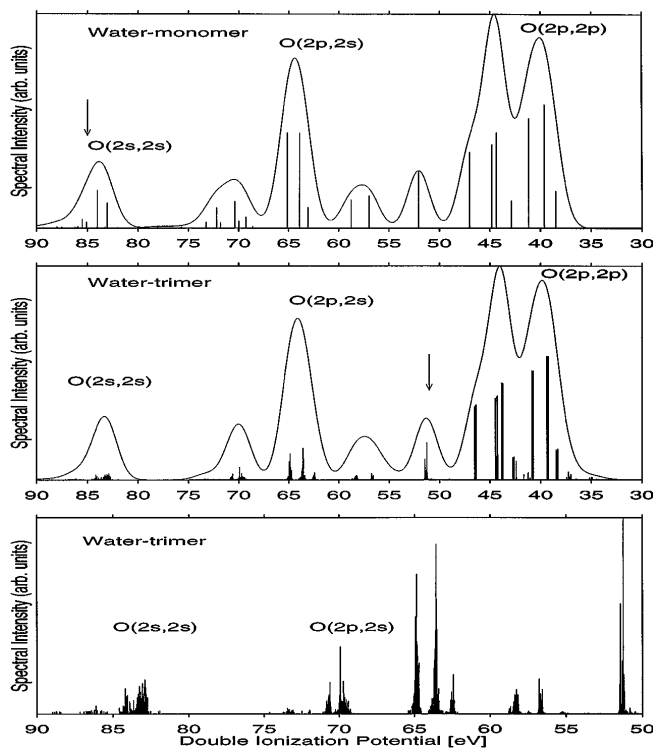 Water-monomer
O(2p,2s)
O(2p,2p)
O(2s,2s)
Spectral Intensity (arb. units)
90 85 80 75 70 65 60 55 50 45 40 35 30
Water-trimer
O(2p,2p)
O(2p,2s)
O(2s,2s)
Spectral Intensity (arb. units)
90 85 80 75 70 65 60 55 50 45 40 35 30
Water-trimer
O(2s,2s)
O(2p,2s)
Spectral Intensity (arb. units)
90 85 80 75 70 65 60 55 50
Double Ionization Potential [eV]